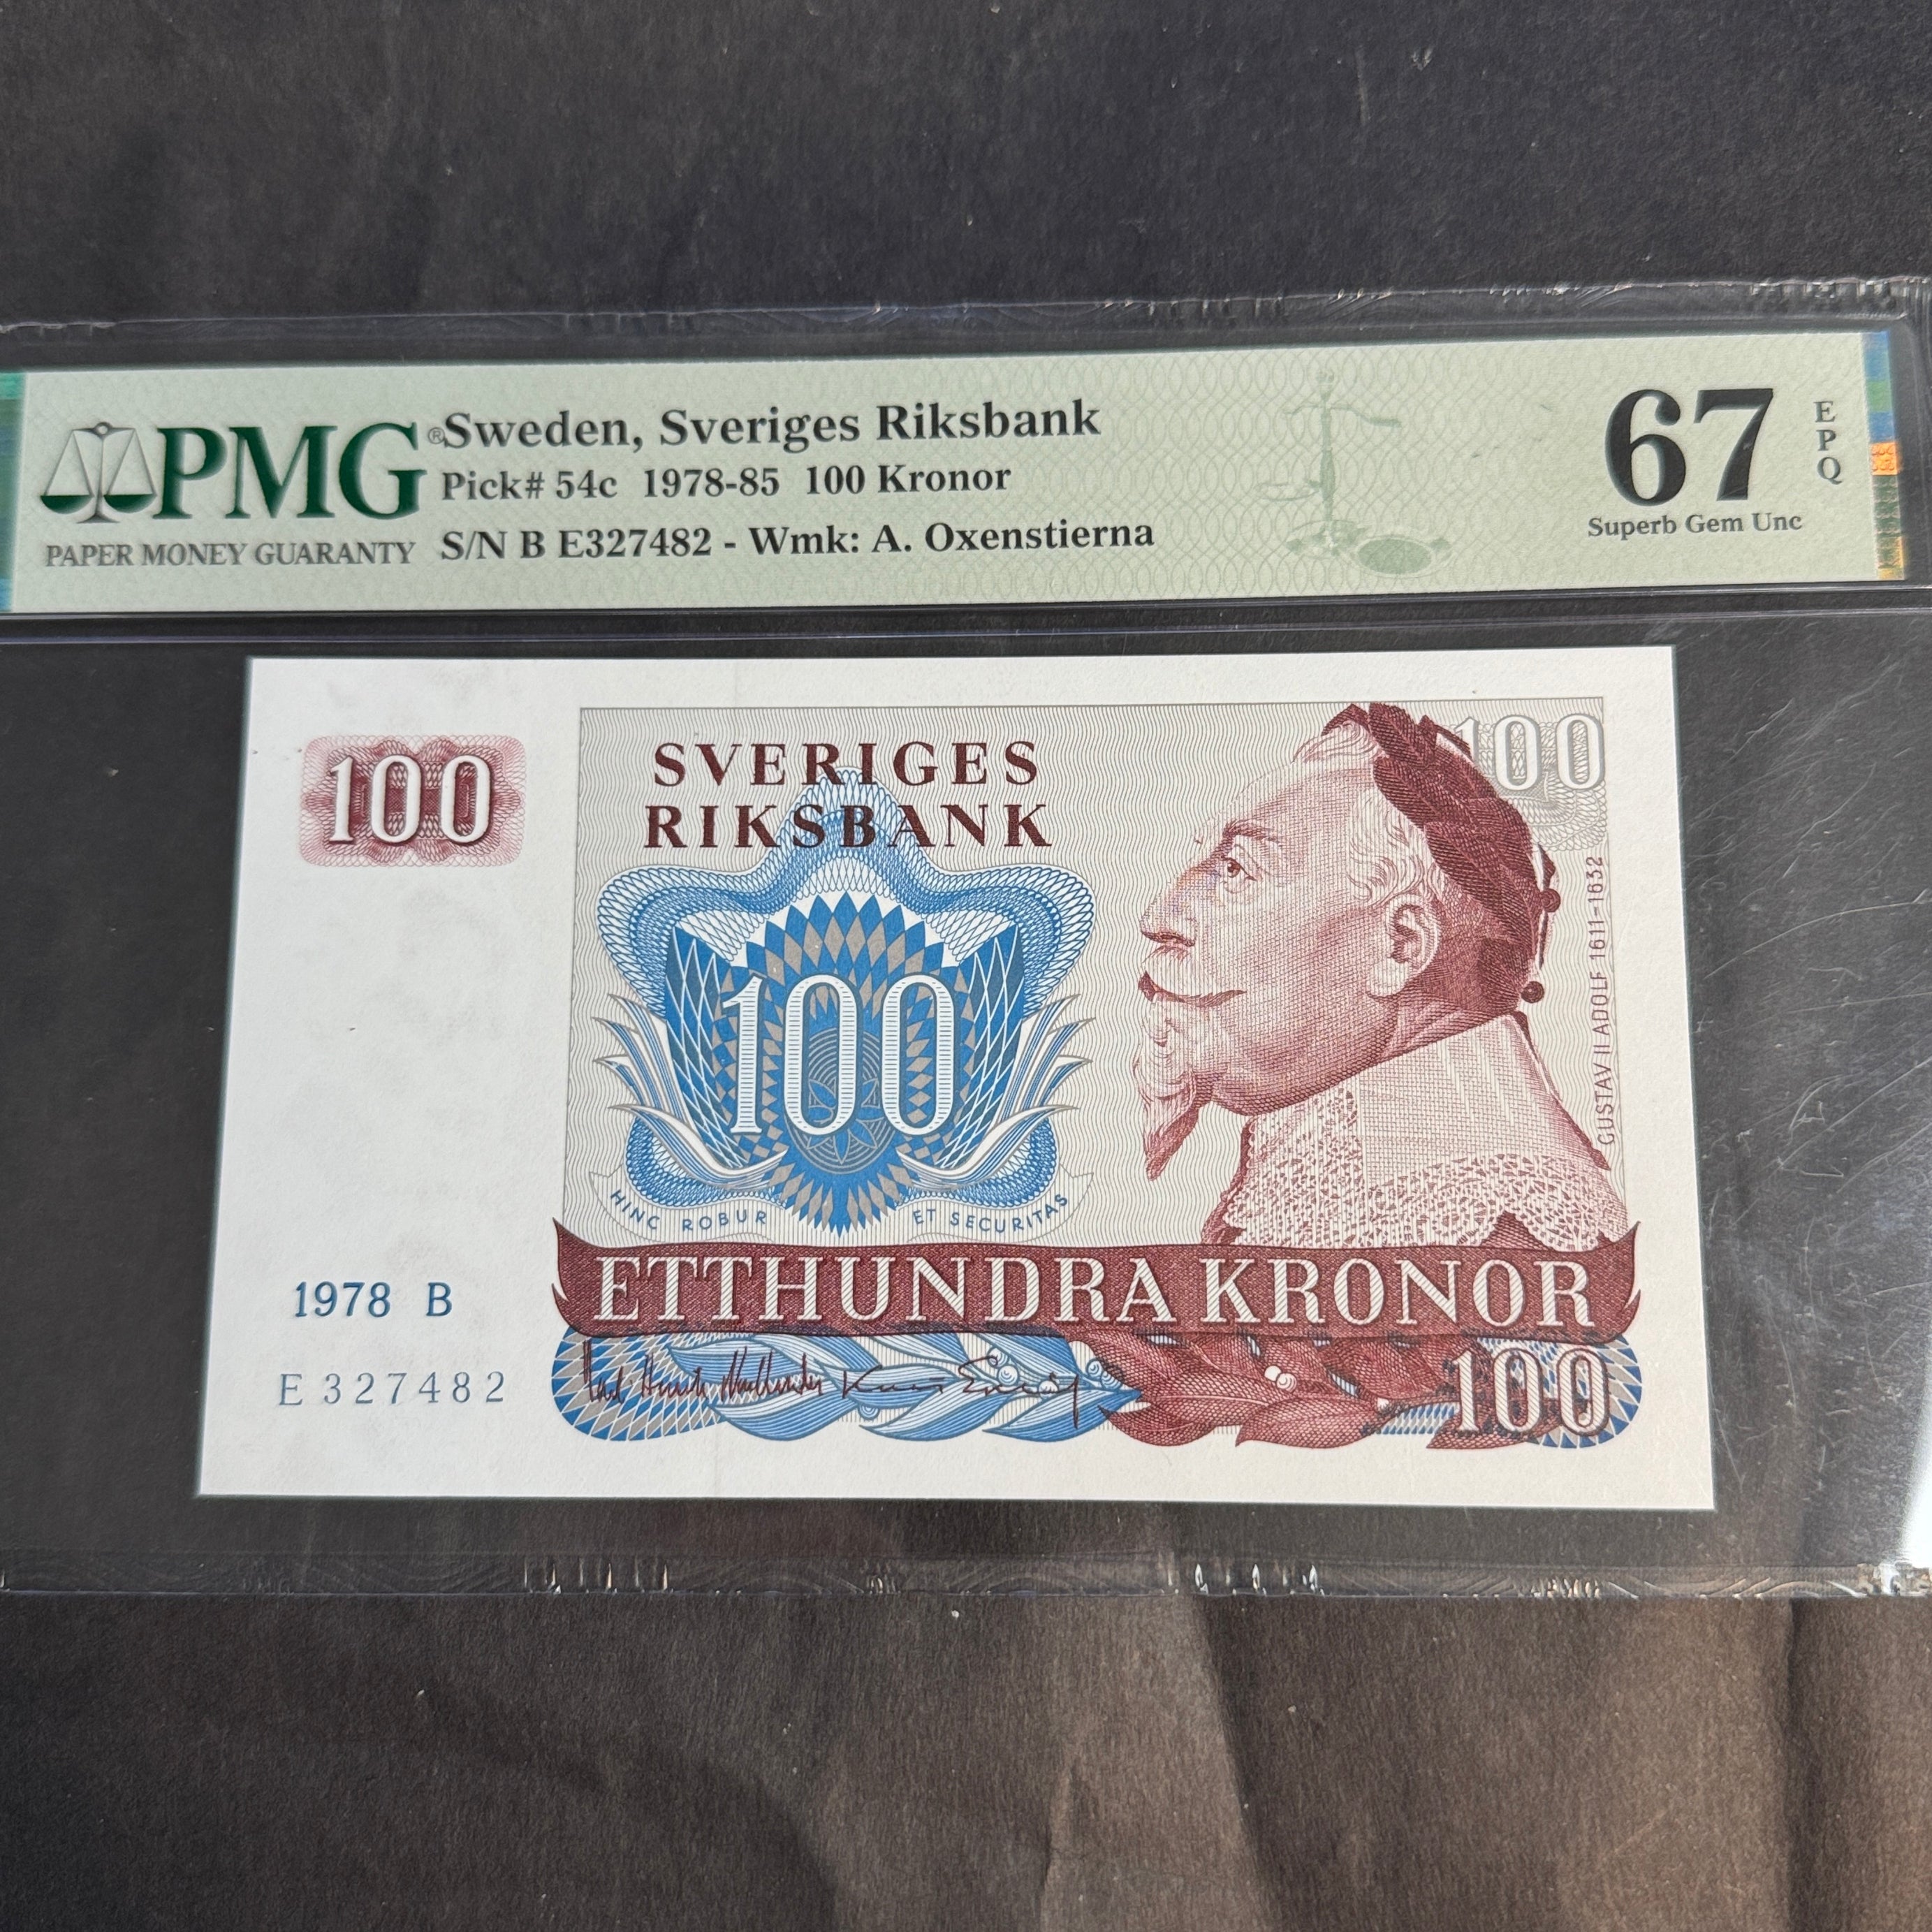 PMG®
PAPER MONEY GUARANTY
Sweden, Sveriges Riksbank
Pick# 54c 1978-85 100 Kronor
S/N B E327482 - Wmk: A. Oxenstierna
67
EPQ
Superb Gem Unc
100
SVERIGES
RIKSBANK
100
100
GUSTAV II ADOLF 1611-1632
HINC ROBUR ET SECURITAS
1978 B
ETTHUNDRA KRONOR
E 327482
100
PMG